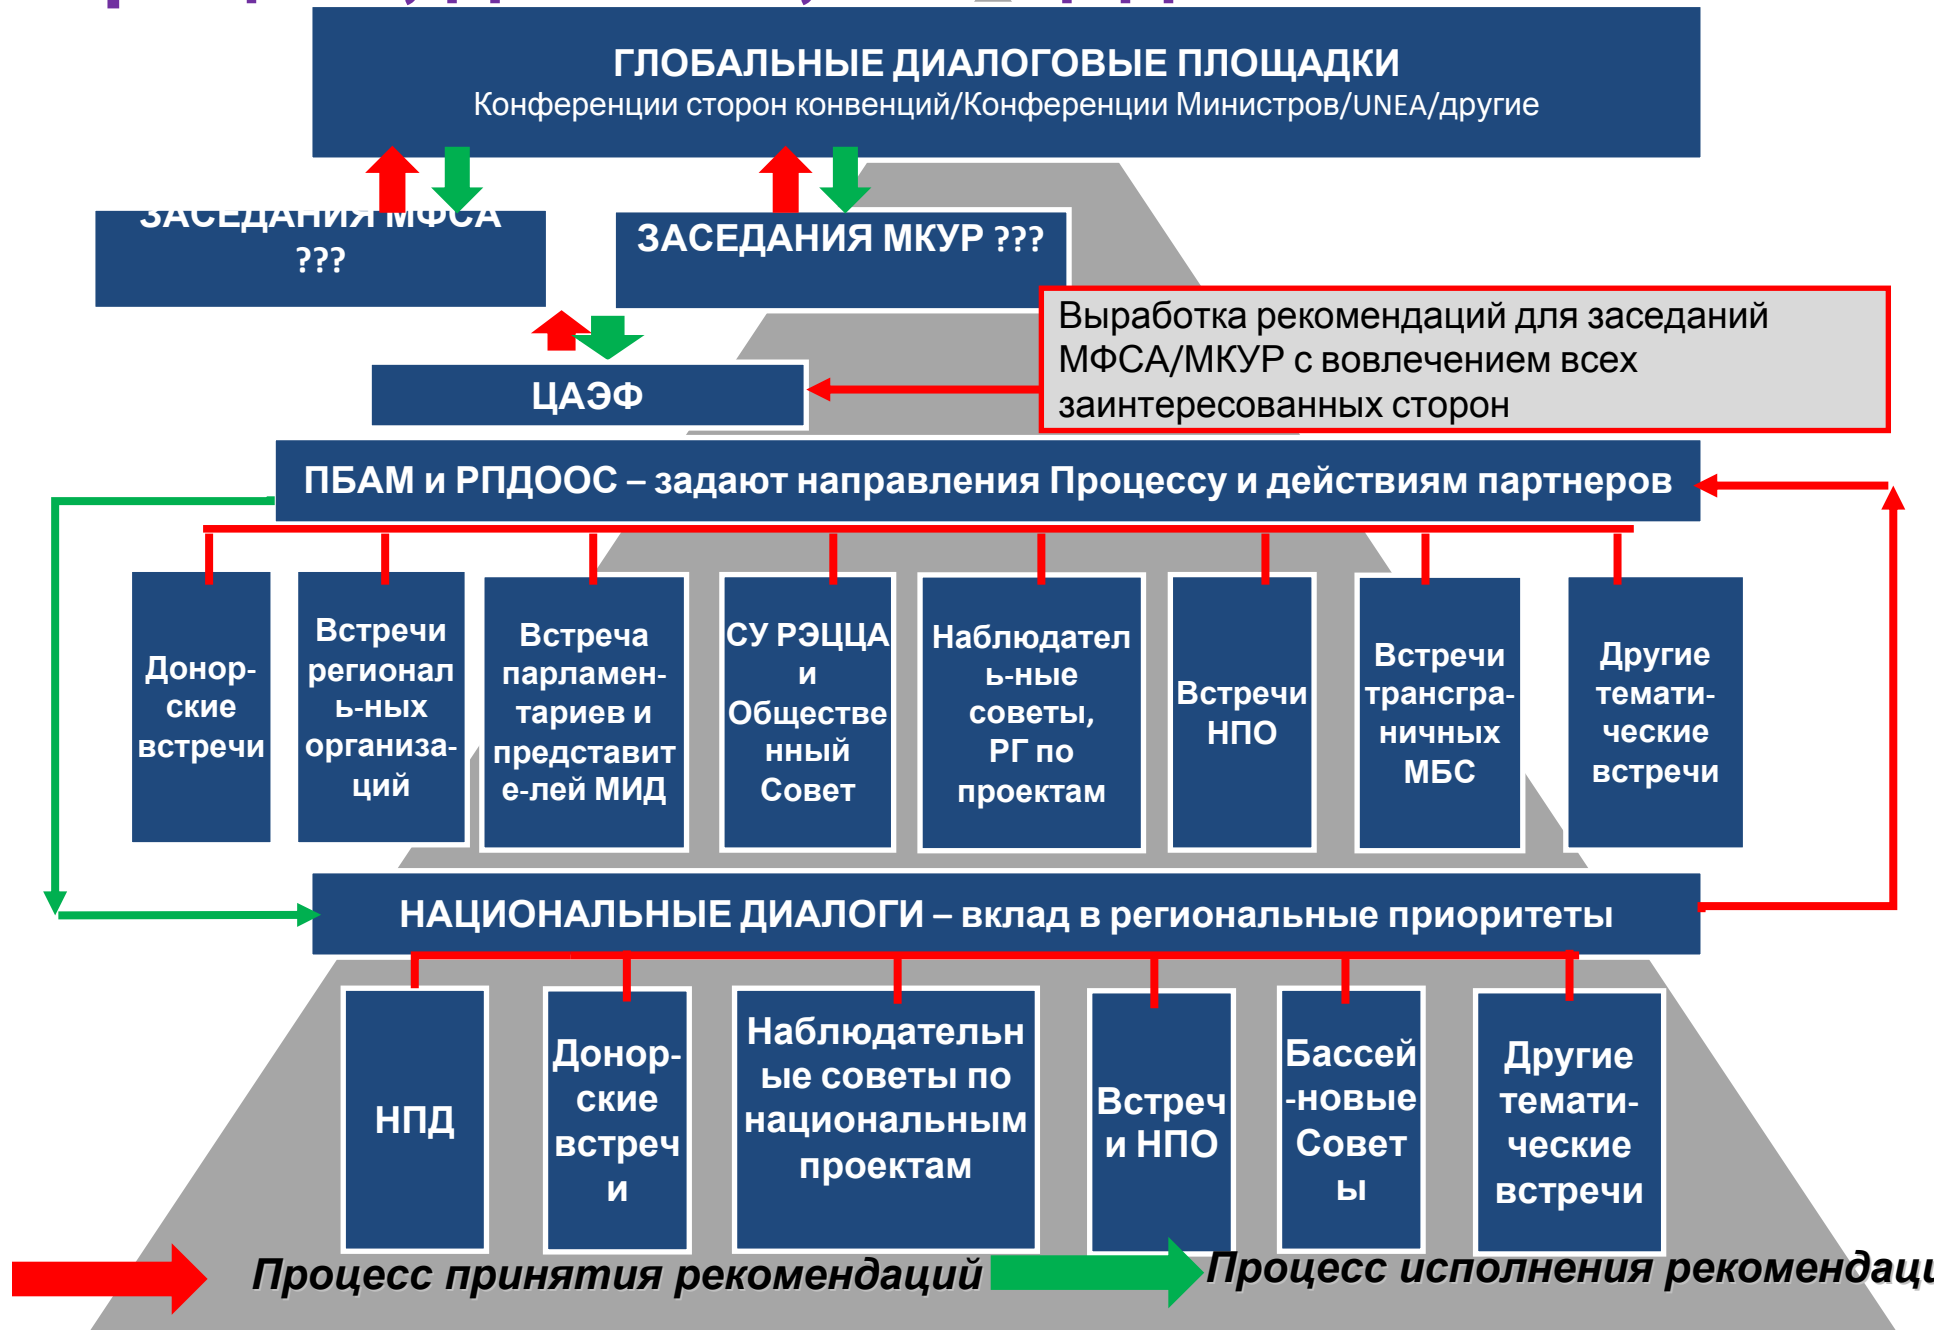 ГЛОБАЛЬНЫЕ ДИАЛОГОВЫЕ ПЛОЩАДКИ
Конференции сторон конвенций/Конференции Министров/UNEA/другие
ЗАСЕДАНИЯ МФСА
???
ЗАСЕДАНИЯ МКУР ???
Выработка рекомендаций для заседаний
МФСА/МКУР с вовлечением всех
заинтересованных сторон
ЦАЭФ
ПБАМ и РПДООС – задают направления Процессу и действиям партнеров
Донор-
ские
встречи
Встречи
регионал
ь-ных
организа-
ций
Встреча
парламен-
тариев и
представит
е-лей МИД
СУ РЭЦЦА
и
Обществе
нный
Совет
Наблюдател
ь-ные
советы,
РГ по
проектам
Встречи
НПО
Встречи
трансгра-
ничных
МБС
Другие
темати-
ческие
встречи
НАЦИОНАЛЬНЫЕ ДИАЛОГИ – вклад в региональные приоритеты
НПД
Донор-
ские
встреч
и
Наблюдательн
ые советы по
национальным
проектам
Встреч
и НПО
Бассей
-новые
Совет
ы
Другие
темати-
ческие
встречи
Процесс принятия рекомендаций
Процесс исполнения рекомендаци